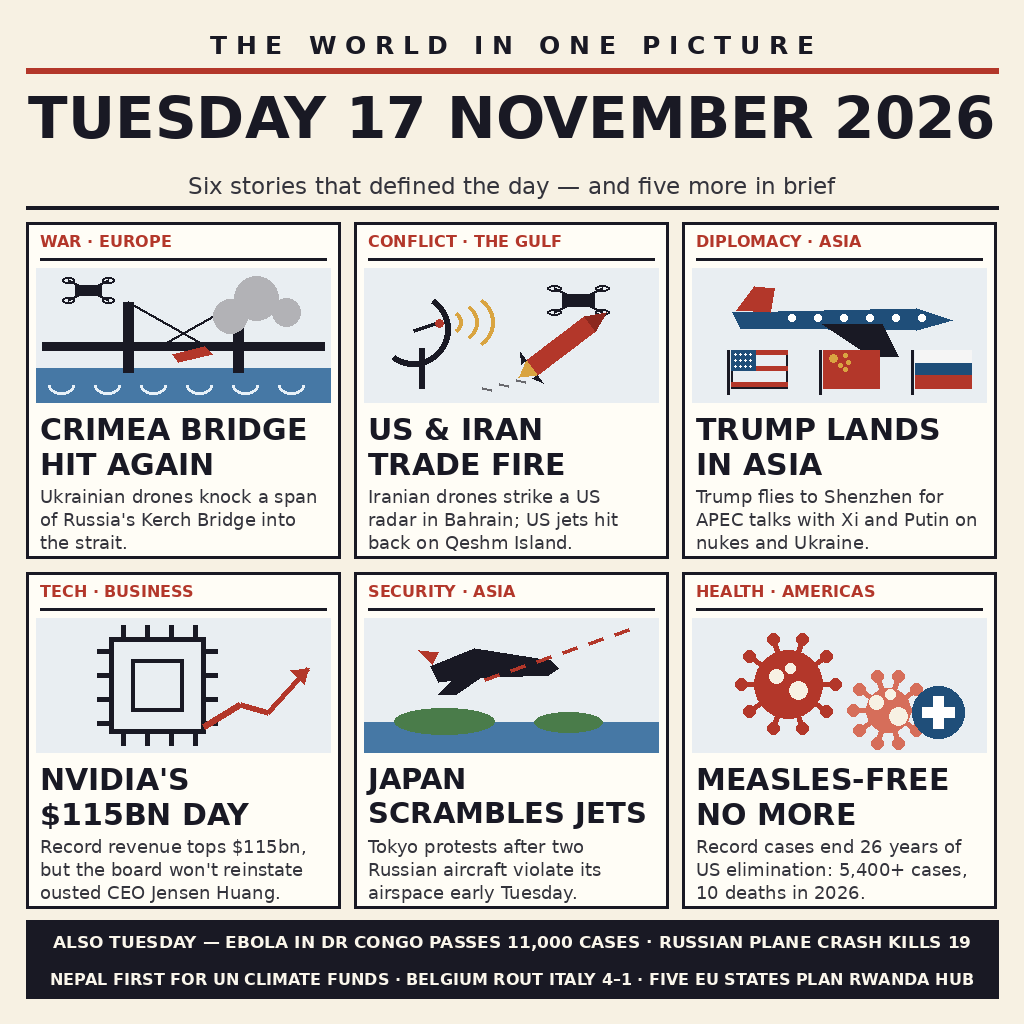 THE WORLD IN ONE PICTURE
TUESDAY 17 NOVEMBER 2026
Six stories that defined the day — and five more in brief
WAR · EUROPE
CRIMEA BRIDGE
HIT AGAIN
Ukrainian drones knock a span
of Russia's Kerch Bridge into
the strait.
CONFLICT · THE GULF
US & IRAN
TRADE FIRE
Iranian drones strike a US
radar in Bahrain; US jets hit
back on Qeshm Island.
DIPLOMACY · ASIA
TRUMP LANDS
IN ASIA
Trump flies to Shenzhen for
APEC talks with Xi and Putin on
nukes and Ukraine.
TECH · BUSINESS
NVIDIA'S
$115BN DAY
Record revenue tops $115bn,
but the board won't reinstate
ousted CEO Jensen Huang.
SECURITY · ASIA
JAPAN
SCRAMBLES JETS
Tokyo protests after two
Russian aircraft violate its
airspace early Tuesday.
HEALTH · AMERICAS
MEASLES-FREE
NO MORE
Record cases end 26 years of
US elimination: 5,400+ cases,
10 deaths in 2026.
ALSO TUESDAY — EBOLA IN DR CONGO PASSES 11,000 CASES · RUSSIAN PLANE CRASH KILLS 19
NEPAL FIRST FOR UN CLIMATE FUNDS · BELGIUM ROUT ITALY 4–1 · FIVE EU STATES PLAN RWANDA HUB